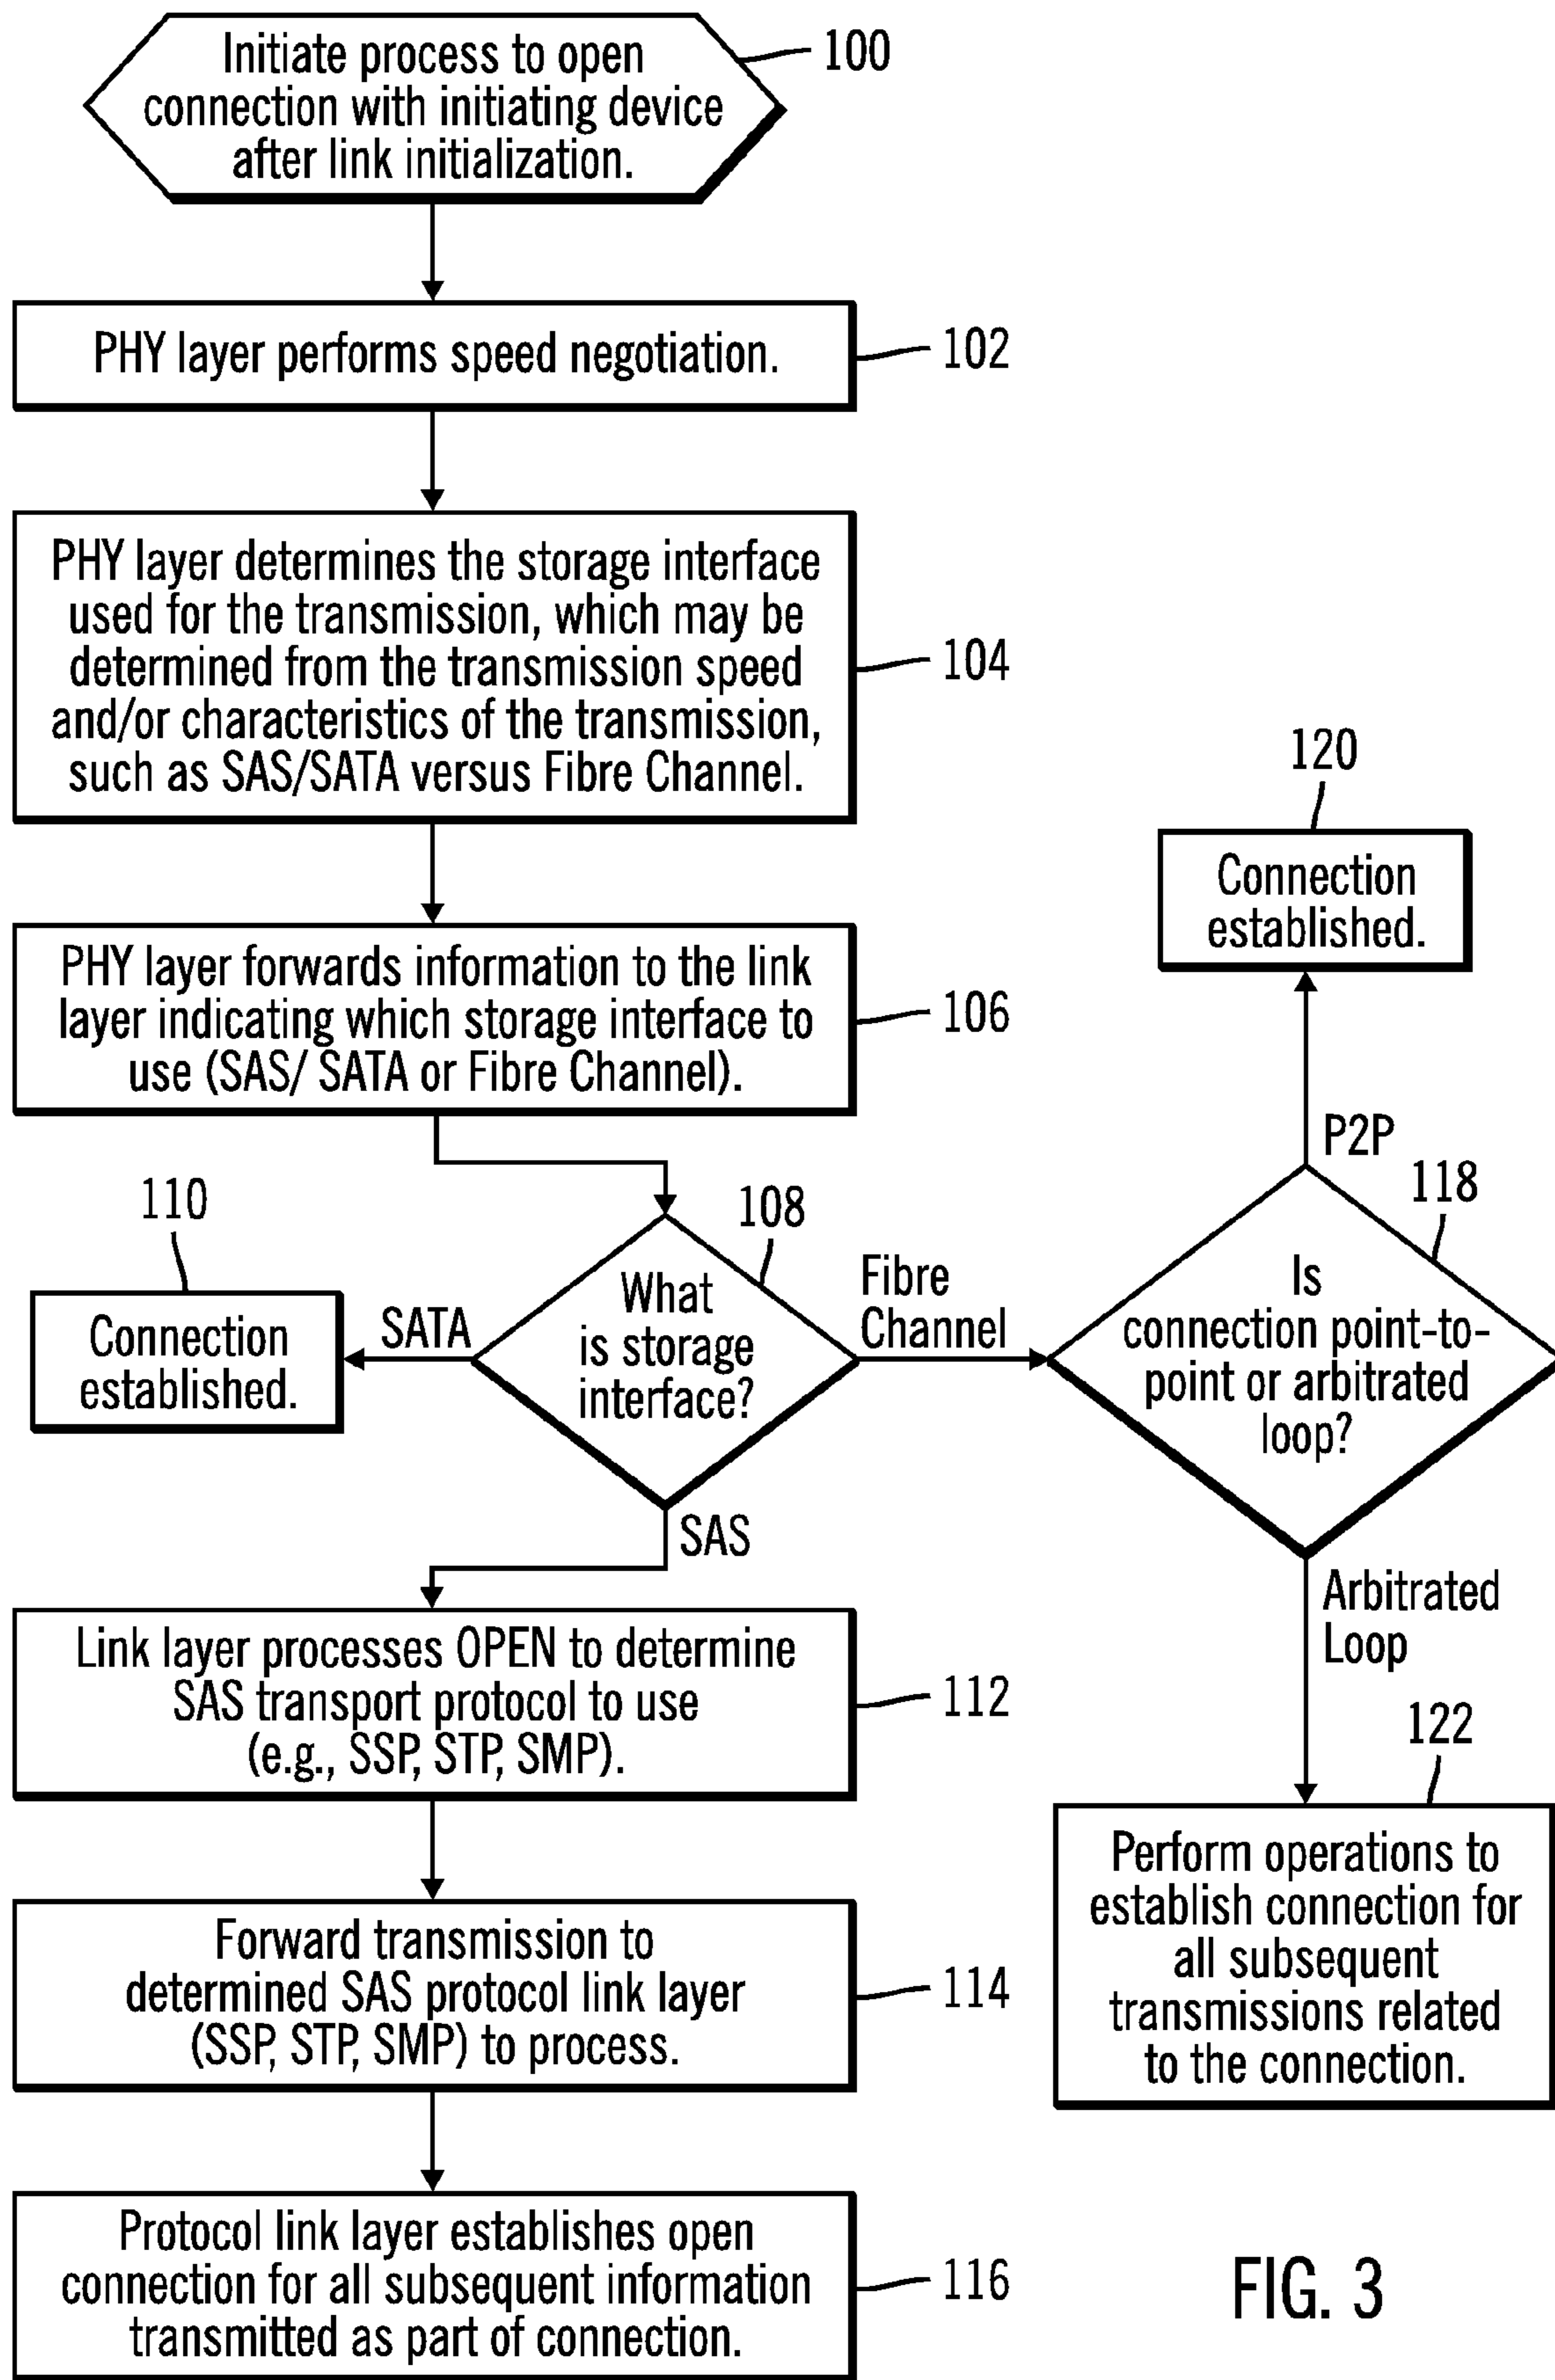 Initiate process to open
connection with initiating device
after link initialization.
100
PHY layer performs speed negotiation.
102
PHY layer determines the storage interface
used for the transmission, which may be
determined from the transmission speed
and/or characteristics of the transmission,
such as SAS/SATA versus Fibre Channel.
104
PHY layer forwards information to the link
layer indicating which storage interface to
use (SAS/ SATA or Fibre Channel).
106
108
What
is storage
interface?
SATA
110
Connection
established.
Fibre
Channel
118
Is
connection point-to-
point or arbitrated
loop?
P2P
120
Connection
established.
Arbitrated
Loop
122
Perform operations to
establish connection for
all subsequent
transmissions related
to the connection.
SAS
Link layer processes OPEN to determine
SAS transport protocol to use
(e.g., SSP, STP, SMP).
112
Forward transmission to
determined SAS protocol link layer
(SSP, STP, SMP) to process.
114
Protocol link layer establishes open
connection for all subsequent information
transmitted as part of connection.
116
FIG. 3